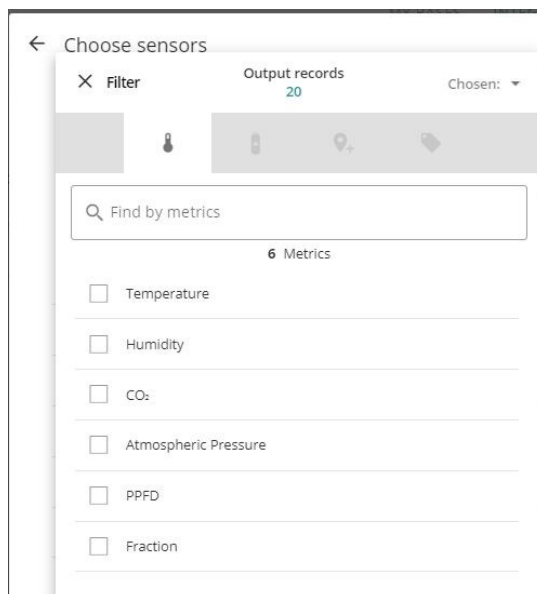 Choose sensors
Filter
Output records
20
Chosen:
Find by metrics
6 Metrics
Temperature
Humidity
CO₂
Atmospheric Pressure
PPFD
Fraction